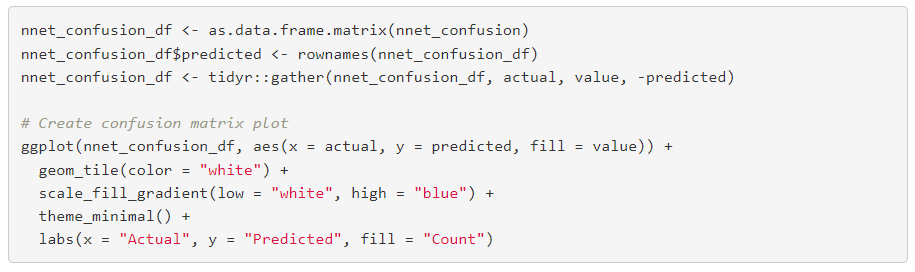 nnet_confusion_df <- as.data.frame.matrix(nnet_confusion)
nnet_confusion_df$predicted <- rownames(nnet_confusion_df)
nnet_confusion_df <- tidyr::gather(nnet_confusion_df, actual, value, -predicted)

# Create confusion matrix plot
ggplot(nnet_confusion_df, aes(x = actual, y = predicted, fill = value)) +
  geom_tile(color = "white") +
  scale_fill_gradient(low = "white", high = "blue") +
  theme_minimal() +
  labs(x = "Actual", y = "Predicted", fill = "Count")